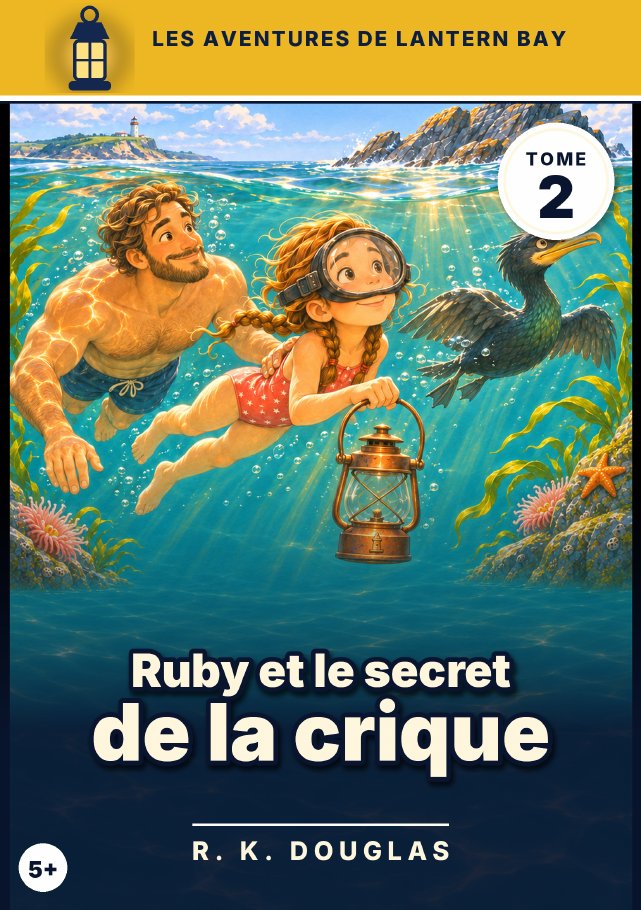 LES AVENTURES DE LANTERN BAY
TOME
2
Ruby et le secret
de la crique
R. K. DOUGLAS
5+